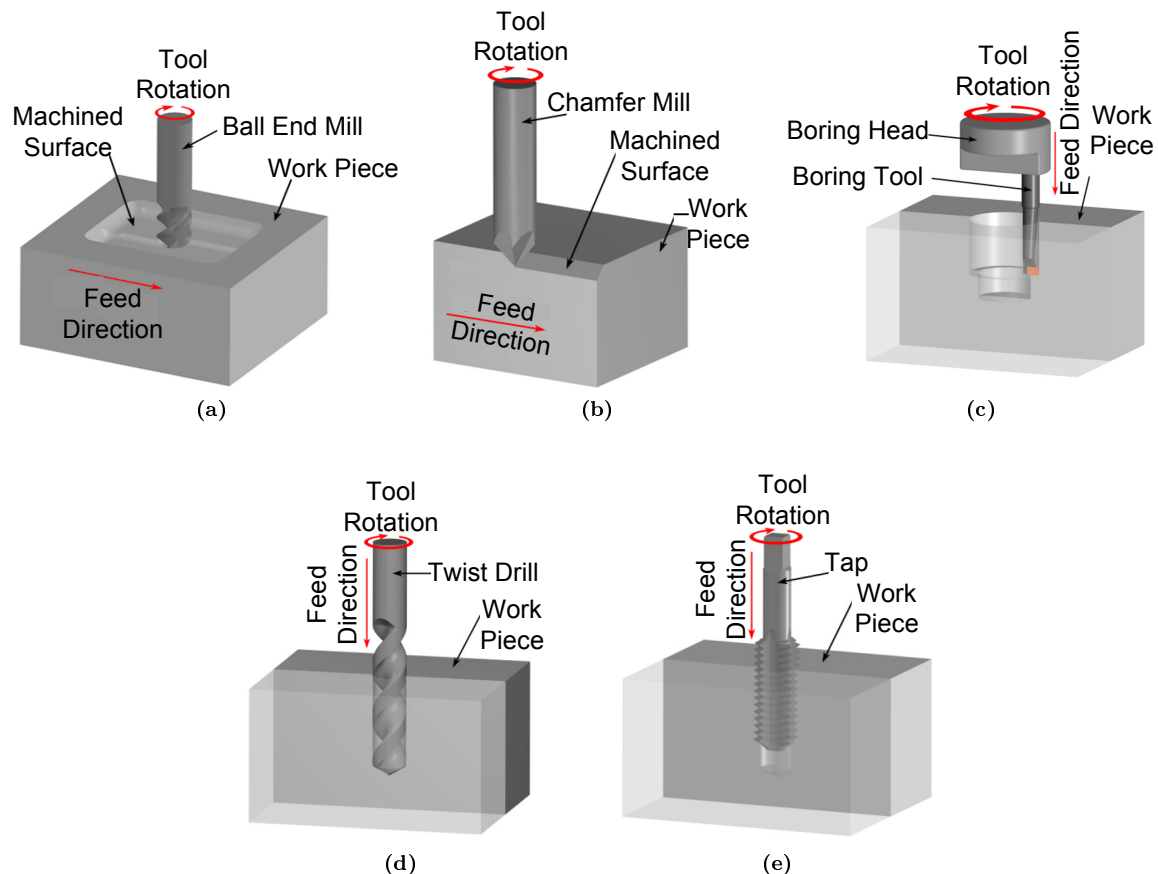 Tool
Rotation
Machined
Surface
Ball End Mill
Work Piece
Feed
Direction
(a)
Tool
Rotation
Chamfer Mill
Machined
Surface
Work
Piece
Feed
Direction
(b)
Tool
Rotation
Feed Direction
Work
Piece
Boring Head
Boring Tool
(c)
Tool
Rotation
Feed
Direction
Twist Drill
Work
Piece
(d)
Tool
Rotation
Feed
Direction
Tap
Work
Piece
(e)